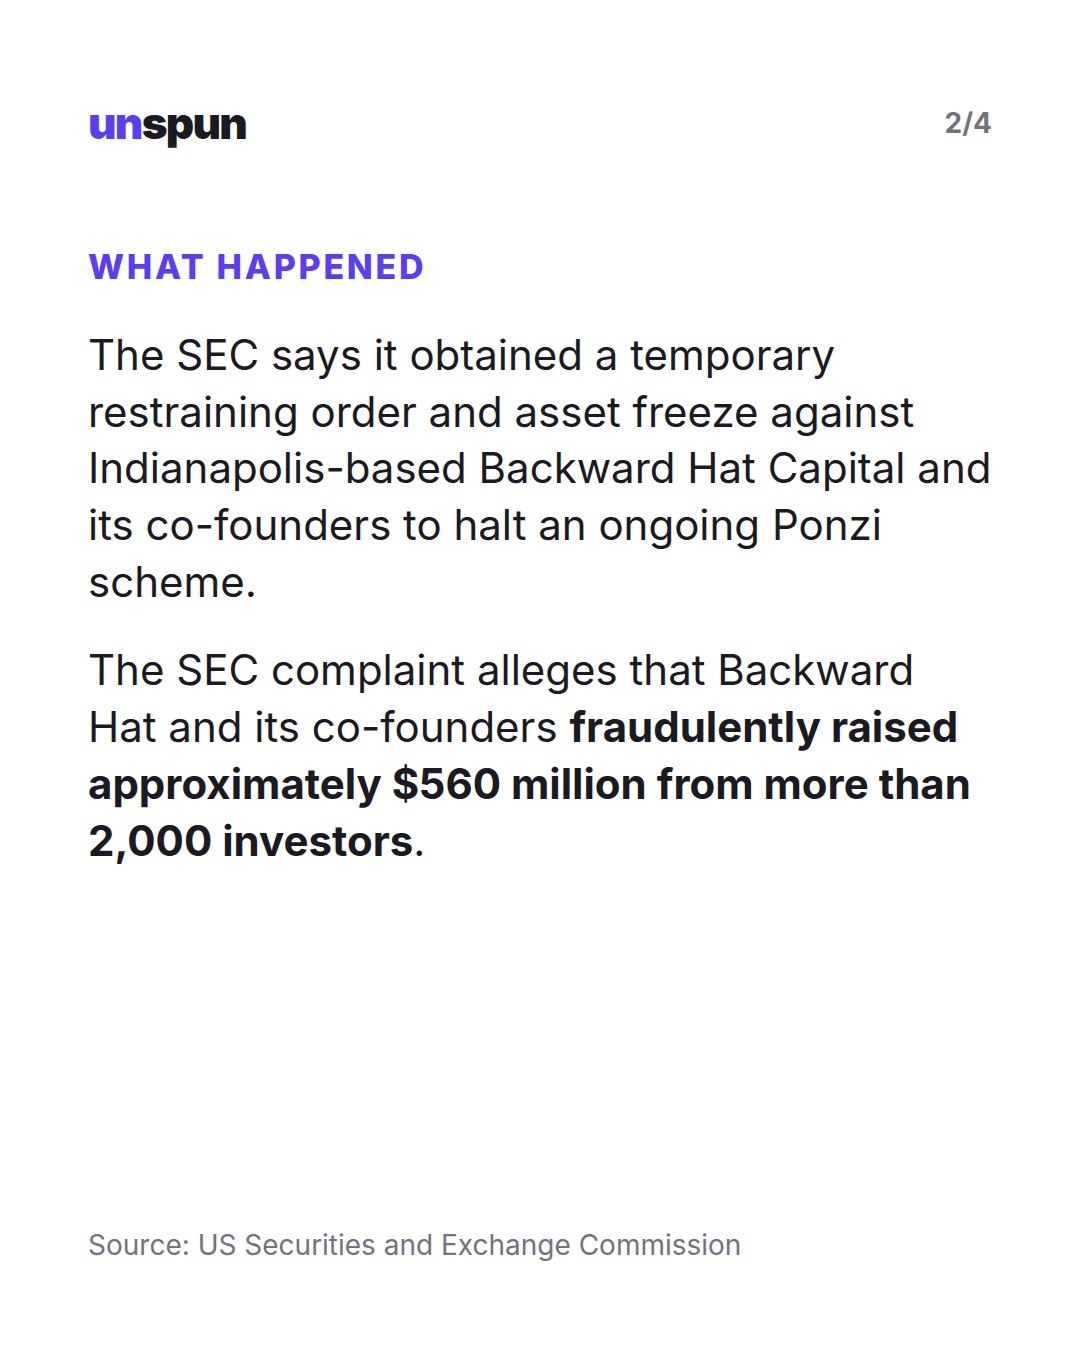 unspun
2/4
WHAT HAPPENED
The SEC says it obtained a temporary
restraining order and asset freeze against
Indianapolis-based Backward Hat Capital and
its co-founders to halt an ongoing Ponzi
scheme.
The SEC complaint alleges that Backward
Hat and its co-founders fraudulently raised
approximately $560 million from more than
2,000 investors.
Source: US Securities and Exchange Commission